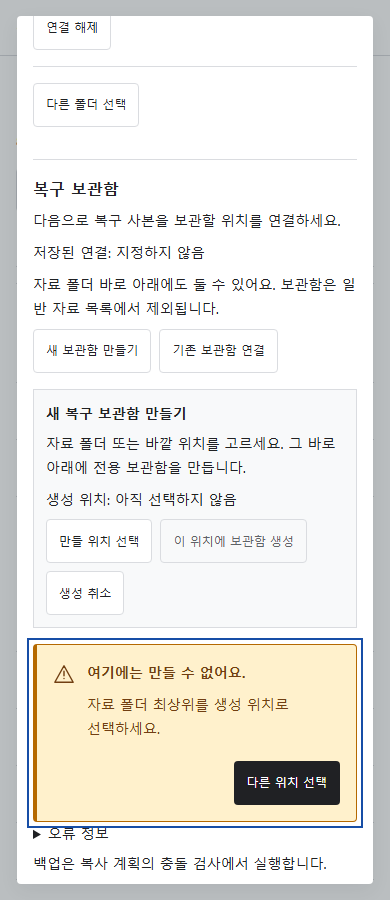 연결 해제
다른 폴더 선택
복구 보관함
다음으로 복구 사본을 보관할 위치를 연결하세요.
저장된 연결: 지정하지 않음
자료 폴더 바로 아래에도 둘 수 있어요. 보관함은 일
반 자료 목록에서 제외됩니다.
새 보관함 만들기
기존 보관함 연결
새 복구 보관함 만들기
자료 폴더 또는 바깥 위치를 고르세요. 그 바로
아래에 전용 보관함을 만듭니다.
생성 위치: 아직 선택하지 않음
만들 위치 선택
이 위치에 보관함 생성
생성 취소
여기에는 만들 수 없어요.
자료 폴더 최상위를 생성 위치로
선택하세요.
다른 위치 선택
▶ 오류 정보
백업은 복사 계획의 충돌 검사에서 실행합니다.